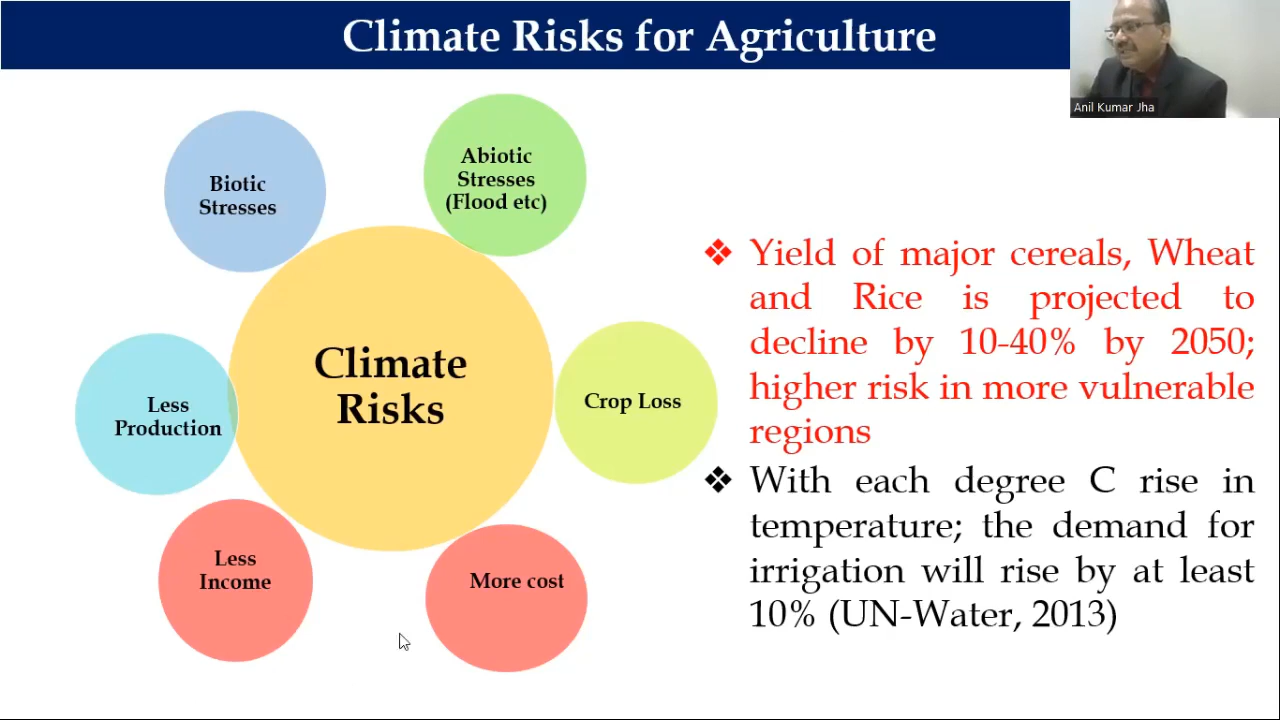 Climate Risks for Agriculture
Anil Kumar Jha
Biotic
Stresses
Abiotic
Stresses
(Flood etc)
Climate
Risks
Less
Production
Crop Loss
Less
Income
More cost
❖ Yield of major cereals, Wheat
and Rice is projected to
decline by 10-40% by 2050;
higher risk in more vulnerable
regions
❖ With each degree C rise in
temperature; the demand for
irrigation will rise by at least
10% (UN-Water, 2013)